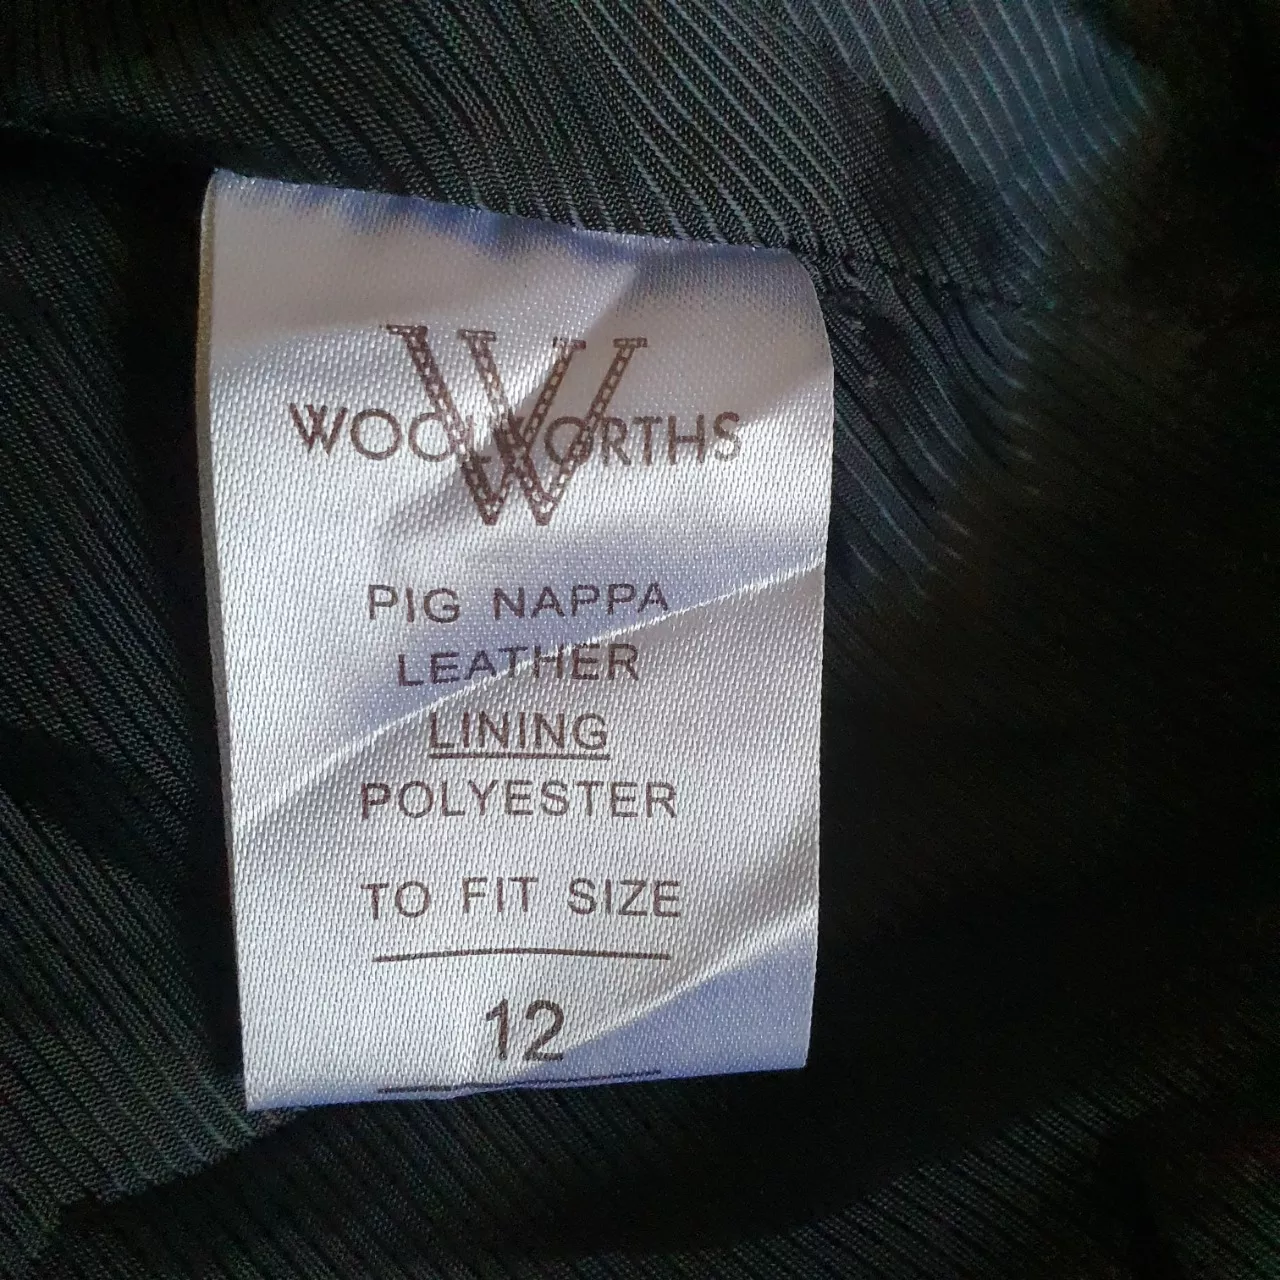 W
WOOLWORTHS
PIG NAPPA
LEATHER
LINING
POLYESTER
TO FIT SIZE
12